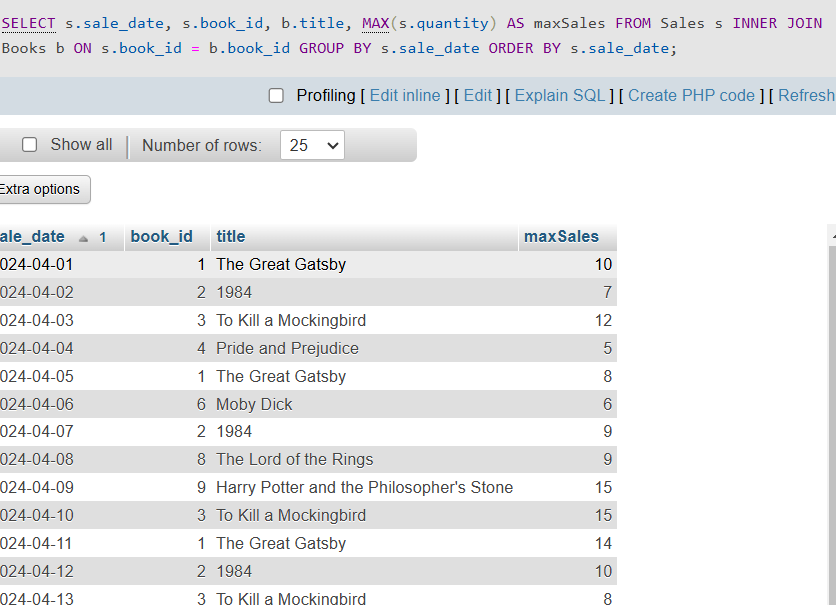 SELECT s.sale_date, s.book_id, b.title, MAX(s.quantity) AS maxSales FROM Sales s INNER JOIN
Books b ON s.book_id = b.book_id GROUP BY s.sale_date ORDER BY s.sale_date;
Profiling [ Edit inline ] [ Edit ] [ Explain SQL ] [ Create PHP code ] [ Refresh
Show all | Number of rows: 25
Extra options
ale_date 1 book_id title maxSales
024-04-01 1 The Great Gatsby 10
024-04-02 2 1984 7
024-04-03 3 To Kill a Mockingbird 12
024-04-04 4 Pride and Prejudice 5
024-04-05 1 The Great Gatsby 8
024-04-06 6 Moby Dick 6
024-04-07 2 1984 9
024-04-08 8 The Lord of the Rings 9
024-04-09 9 Harry Potter and the Philosopher's Stone 15
024-04-10 3 To Kill a Mockingbird 15
024-04-11 1 The Great Gatsby 14
024-04-12 2 1984 10
024-04-13 3 To Kill a Mockingbird 8